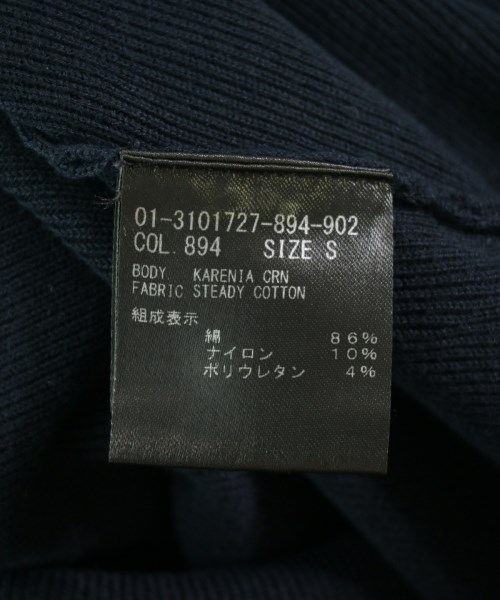 01-3101727-894-902
COL. 894 SIZE S
BODY KARENIA CRN
FABRIC STEADY COTTON
組成表示
綿 86%
ナイロン 10%
ポリウレタン 4%